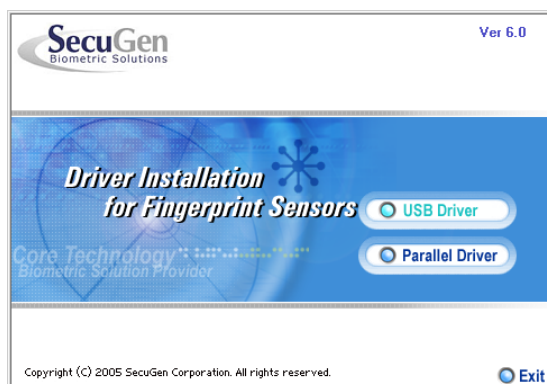 SecuGen
Biometric Solutions
Ver 6.0
Driver Installation
for Fingerprint Sensors
USB Driver
Parallel Driver
Core Technology
Biometric Solution Provider
Copyright (C) 2005 SecuGen Corporation. All rights reserved.
Exit